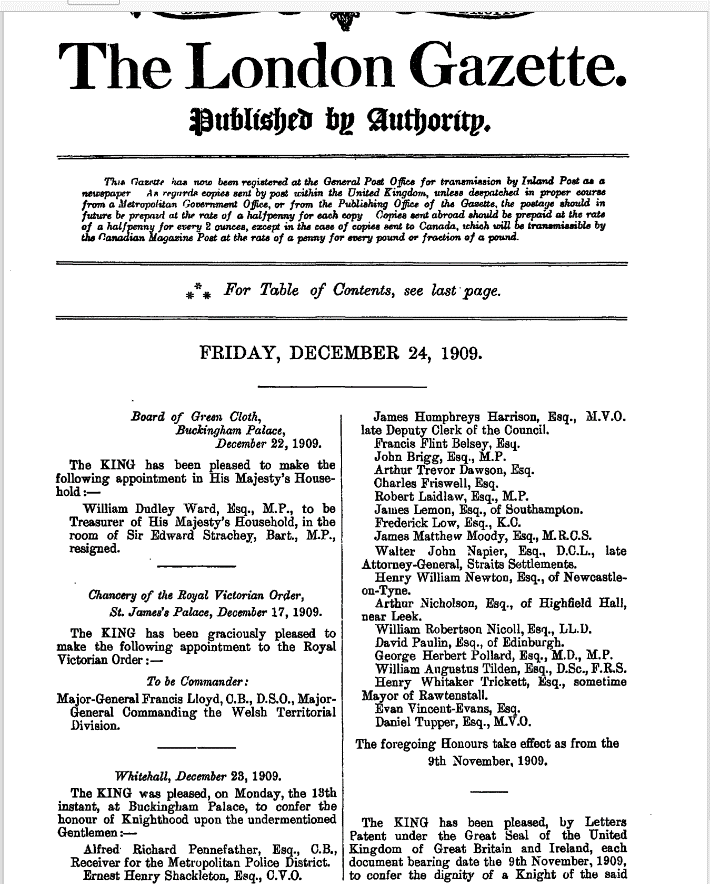 The London Gazette.
Published by Authority.
This Gazette has now been registered at the General Post Office for transmission by Inland Post as a
newspaper As regards copies sent by post within the United Kingdom, unless despatched in proper course
from a Metropolitan Government Office, or from the Publishing Office of the Gazette, the postage should in
future be prepaid at the rate of a halfpenny for each copy Copies sent abroad should be prepaid at the rate
of a halfpenny for every 2 ounces, except in the case of copies sent to Canada, which will be transmissible by
the Canadian Magazine Post at the rate of a penny for every pound or fraction of a pound.
*** For Table of Contents, see last page.
FRIDAY, DECEMBER 24, 1909.
Board of Green Cloth,
Buckingham Palace,
December 22, 1909.
The KING has been pleased to make the
following appointment in His Majesty's House-
hold:—
William Dudley Ward, Esq., M.P., to be
Treasurer of His Majesty's Household, in the
room of Sir Edward Strachey, Bart., M.P.,
resigned.
Chancery of the Royal Victorian Order,
St. James's Palace, December 17, 1909.
The KING has been graciously pleased to
make the following appointment to the Royal
Victorian Order:—
To be Commander:
Major-General Francis Lloyd, C.B., D.S.O., Major-
General Commanding the Welsh Territorial
Division.
Whitehall, December 23, 1909.
The KING was pleased, on Monday, the 13th
instant, at Buckingham Palace, to confer the
honour of Knighthood upon the undermentioned
Gentlemen:—
Alfred Richard Pennefather, Esq., C.B.,
Receiver for the Metropolitan Police District.
Ernest Henry Shackleton, Esq., C.V.O.
James Humphreys Harrison, Esq., M.V.O.
late Deputy Clerk of the Council.
Francis Flint Belsey, Esq.
John Brigg, Esq., M.P.
Arthur Trevor Dawson, Esq.
Charles Friswell, Esq.
Robert Laidlaw, Esq., M.P.
James Lemon, Esq., of Southampton.
Frederick Low, Esq., K.C.
James Matthew Moody, Esq., M.R.C.S.
Walter John Napier, Esq., D.C.L., late
Attorney-General, Straits Settlements.
Henry William Newton, Esq., of Newcastle-
on-Tyne.
Arthur Nicholson, Esq., of Highfield Hall,
near Leek.
William Robertson Nicoll, Esq., LL.D.
David Paulin, Esq., of Edinburgh.
George Herbert Pollard, Esq., M.D., M.P.
William Augustus Tilden, Esq., D.Sc., F.R.S.
Henry Whitaker Trickett, Esq., sometime
Mayor of Rawtenstall.
Evan Vincent-Evans, Esq.
Daniel Tupper, Esq., M.V.O.
The foregoing Honours take effect as from the
9th November, 1909.
The KING has been pleased, by Letters
Patent under the Great Seal of the United
Kingdom of Great Britain and Ireland, each
document bearing date the 9th November, 1909,
to confer the dignity of a Knight of the said